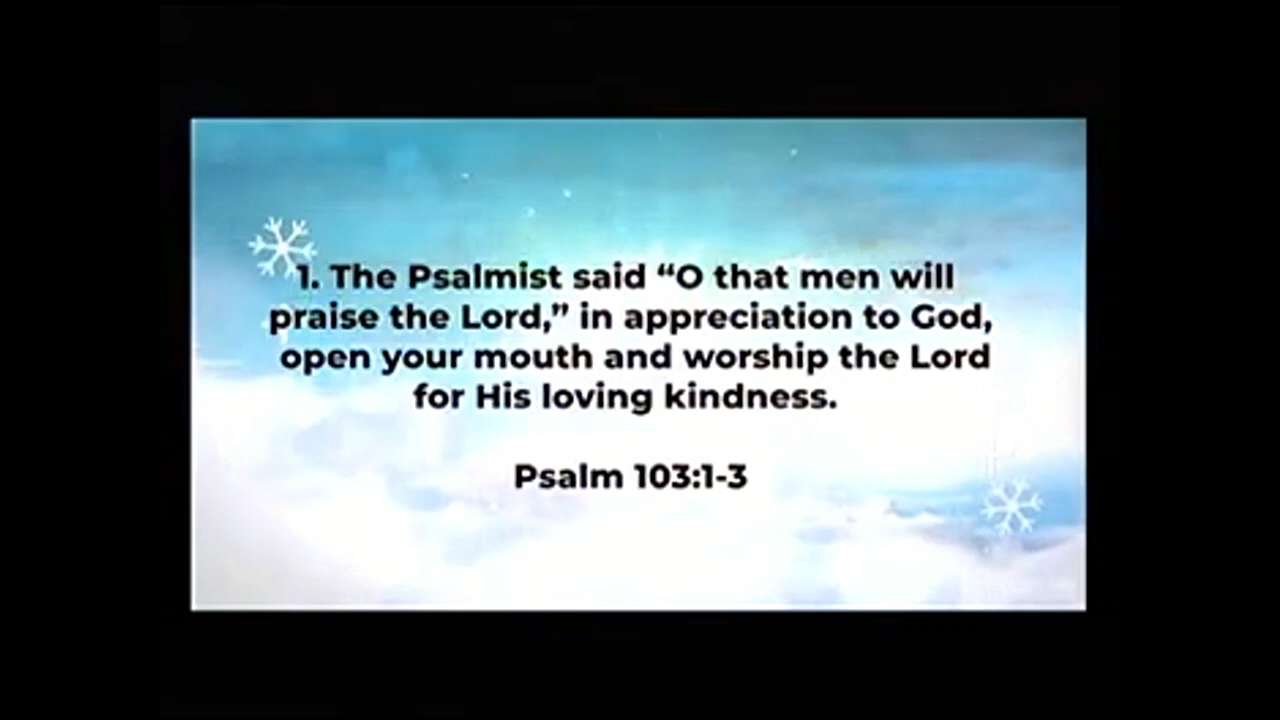 1. The Psalmist said “O that men will
praise the Lord,” in appreciation to God,
open your mouth and worship the Lord
for His loving kindness.
Psalm 103:1-3